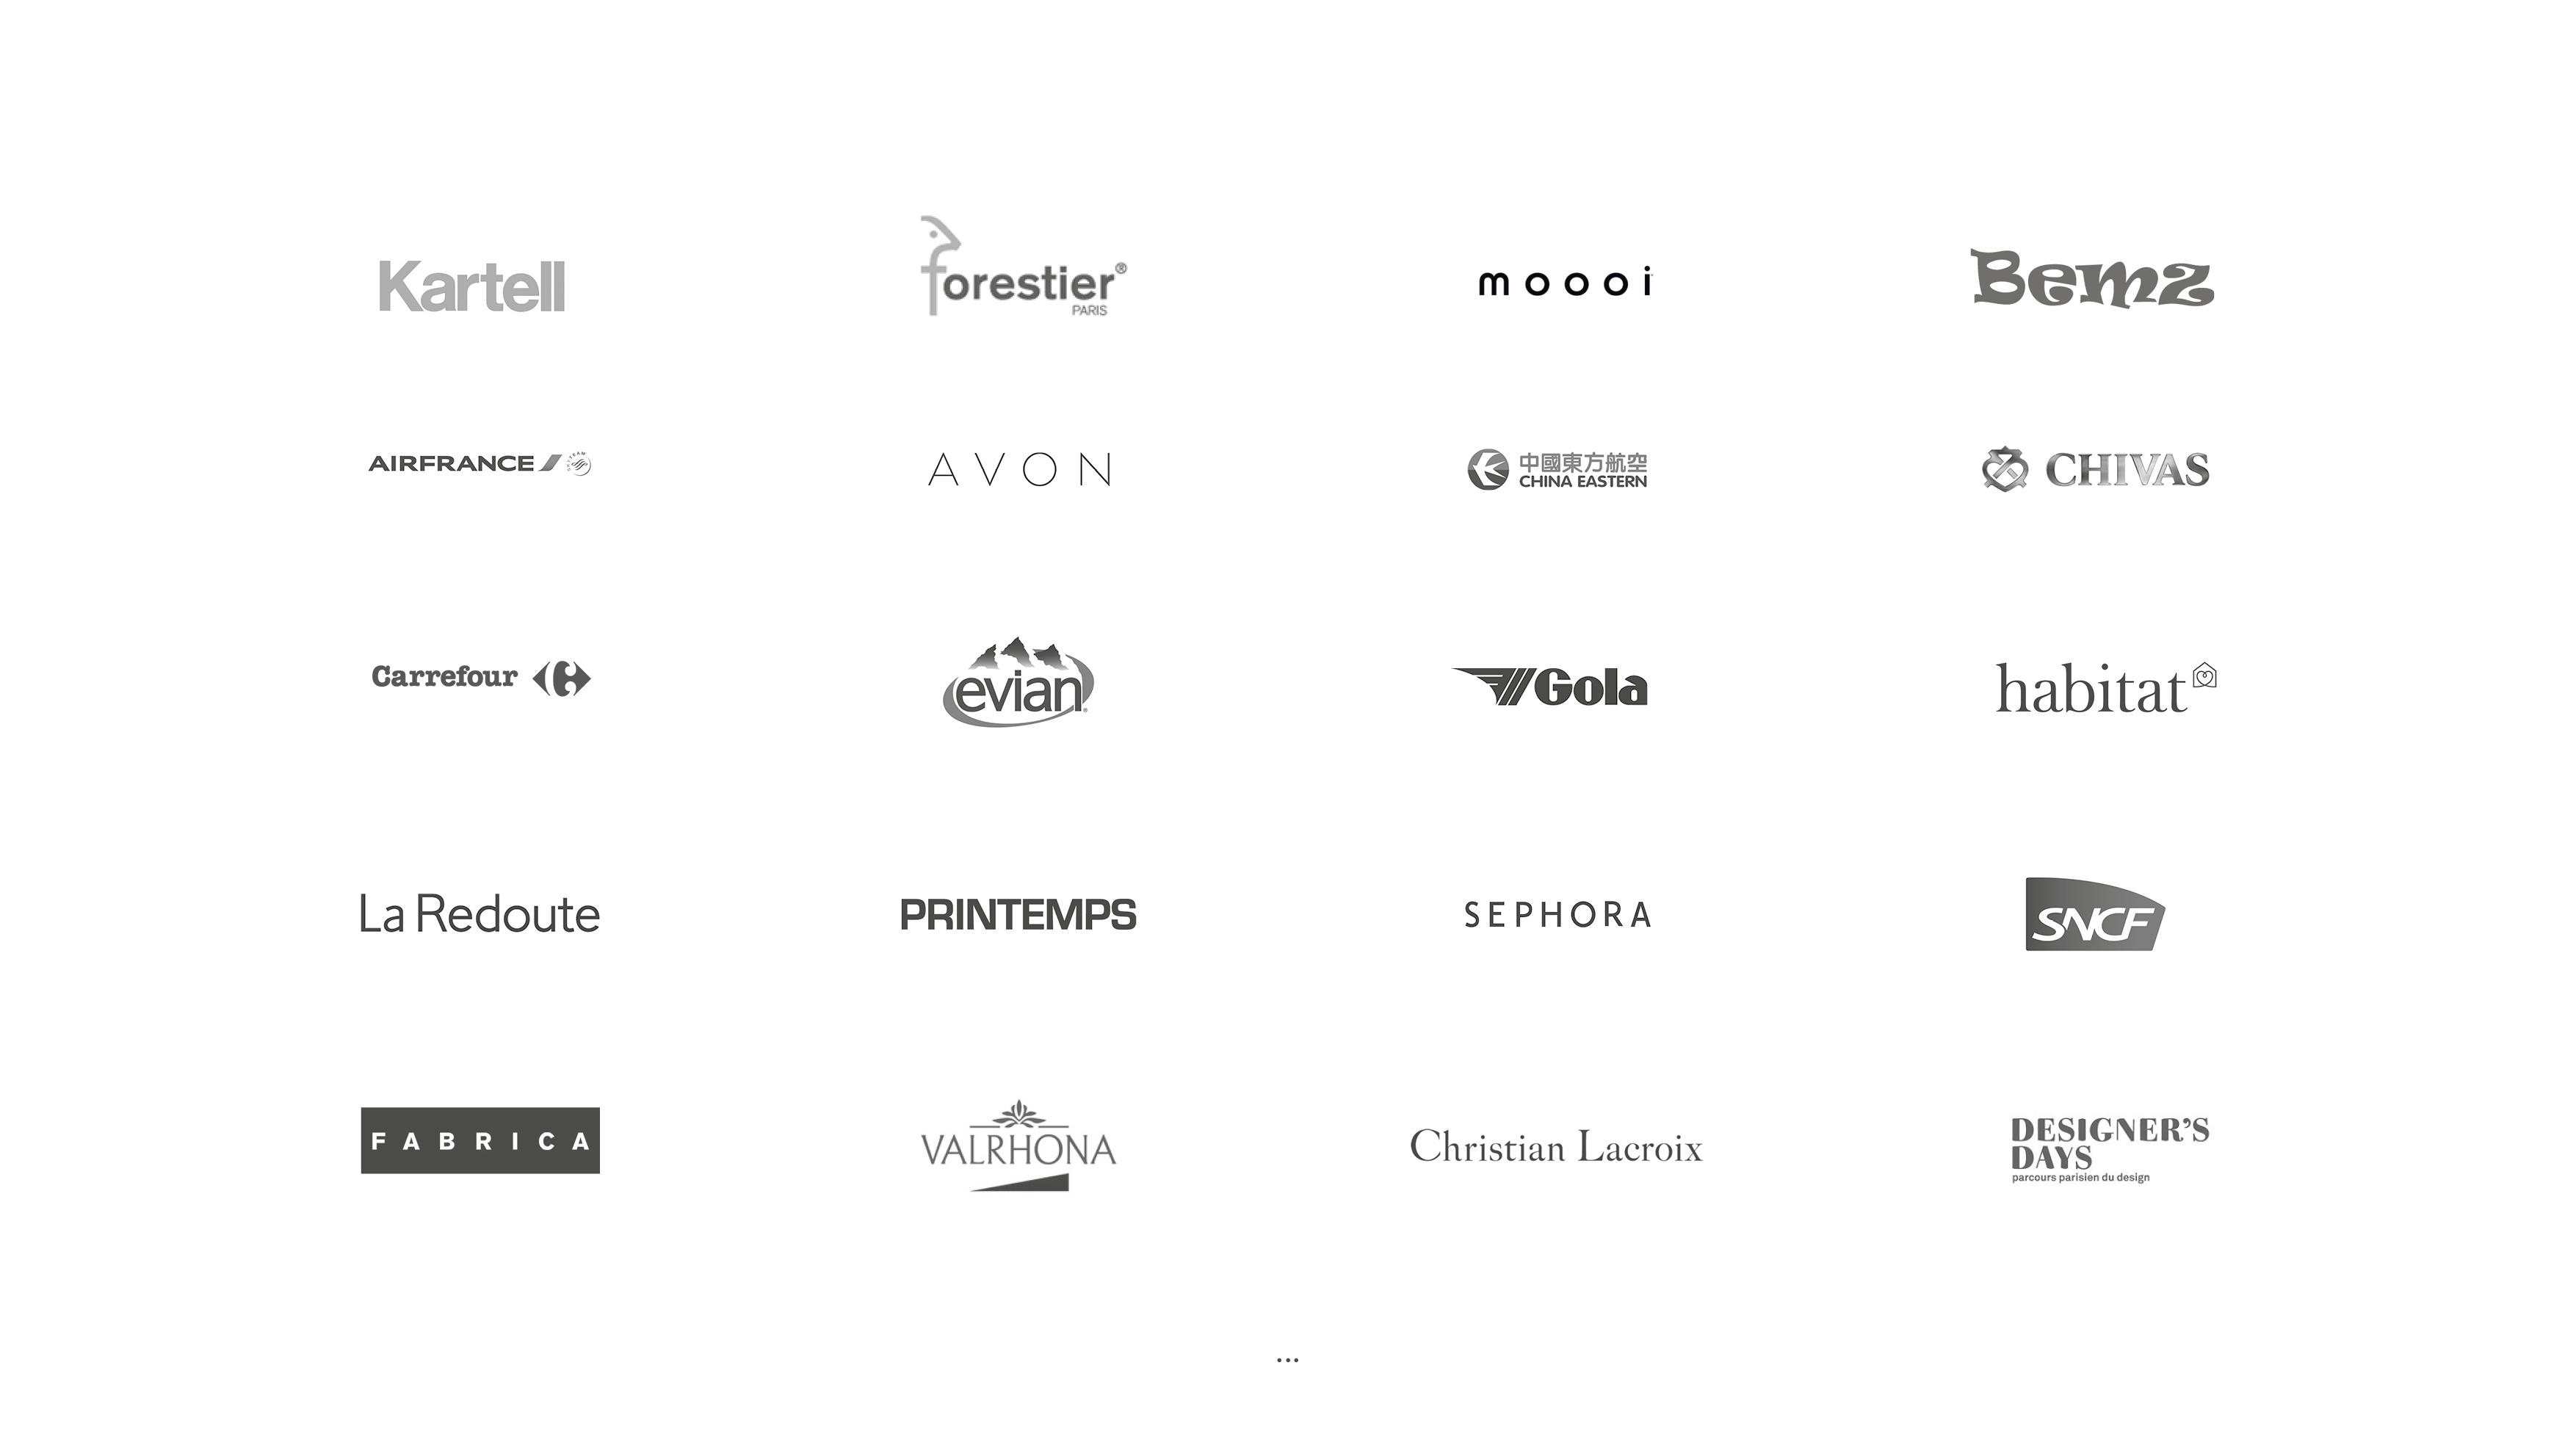 Kartell
forestier®
PARIS
moooi
Bemz
AIRFRANCE
SKYTEAM
AVON
中國東方航空
CHINA EASTERN
CHIVAS
Carrefour
evian®
Gola
habitat
La Redoute
PRINTEMPS
SEPHORA
SNCF
FABRICA
VALRHONA
Christian Lacroix
DESIGNER'S
DAYS
parcours parisien du design
...